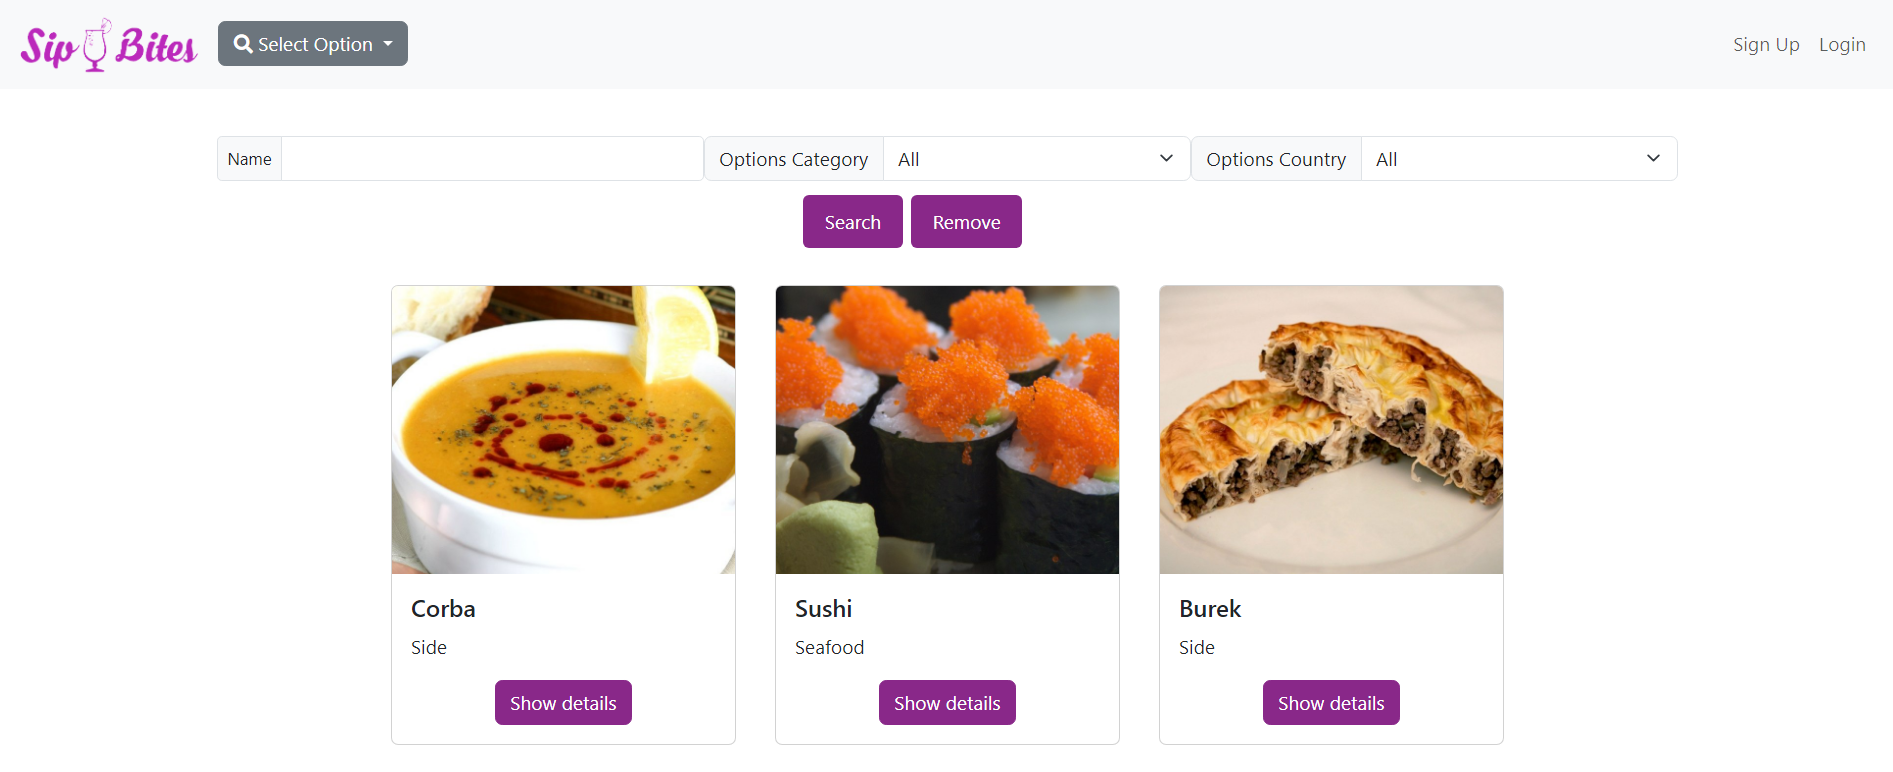 Sip Bites
Select Option
Sign Up
Login
Name
Options Category
All
Options Country
All
Search
Remove
Corba
Side
Show details
Sushi
Seafood
Show details
Burek
Side
Show details